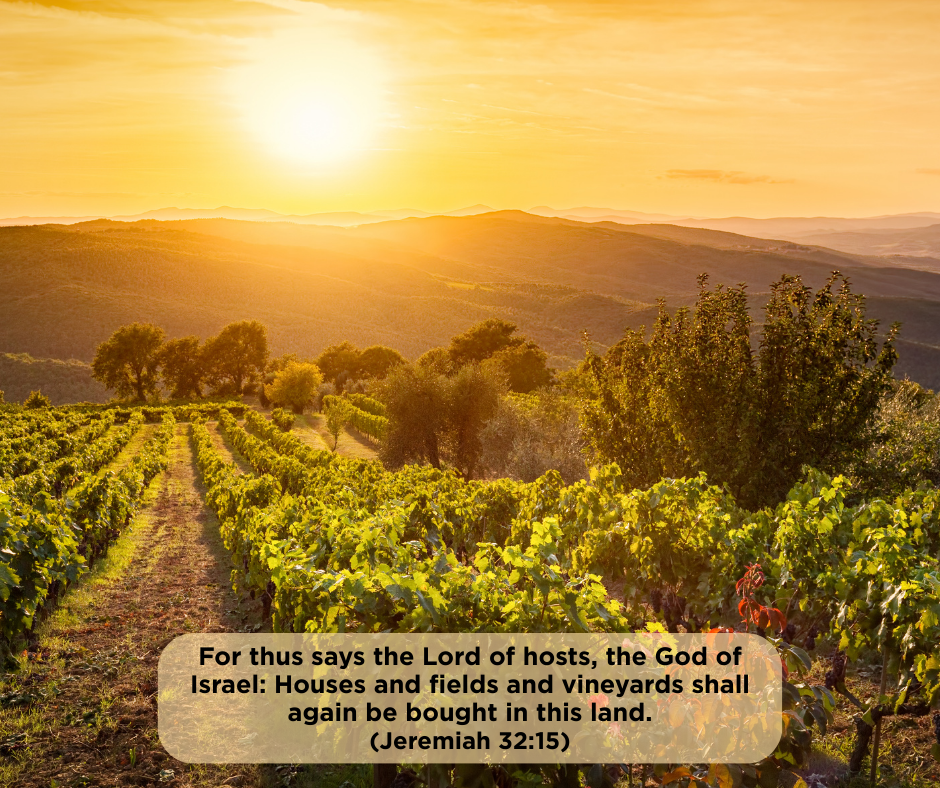 For thus says the Lord of hosts, the God of
Israel: Houses and fields and vineyards shall
again be bought in this land.
(Jeremiah 32:15)